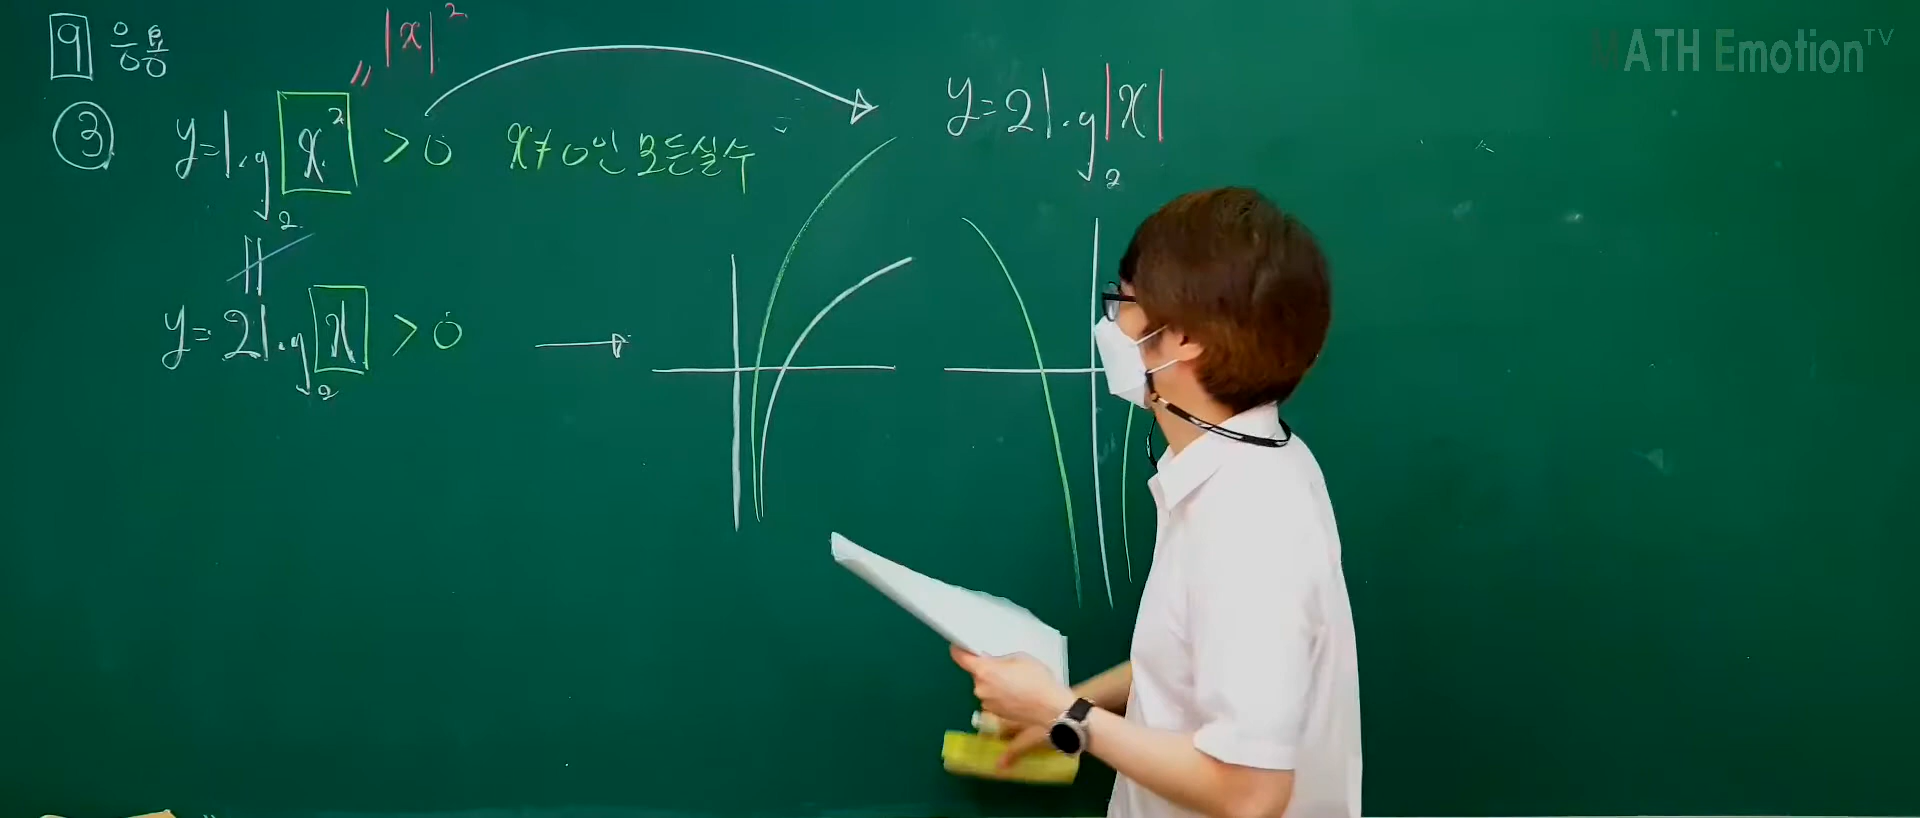 9 응용
|x|²
③ y=log₂x² > 0 x≠0인 모든실수
y=2log₂|x|
y=2log₂x > 0
MATH Emotion TV